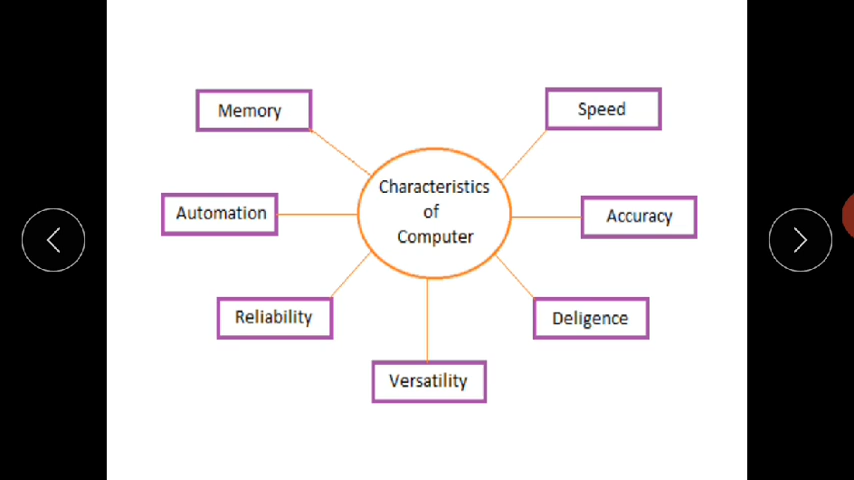 Memory
Speed
Characteristics
of
Computer
Automation
Accuracy
Reliability
Deligence
Versatility